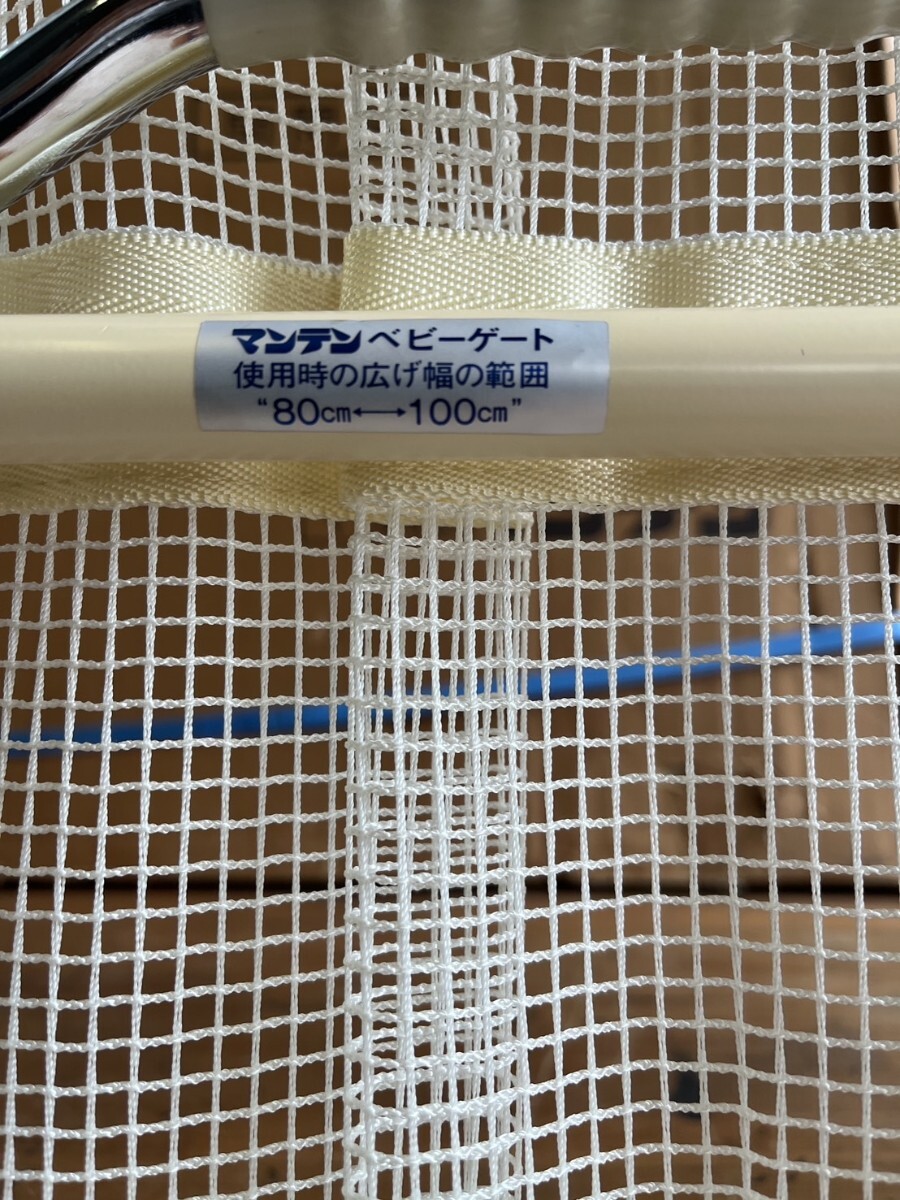 マンテン ベビーゲート
使用時の広げ幅の範囲
“80cm⟷100cm”